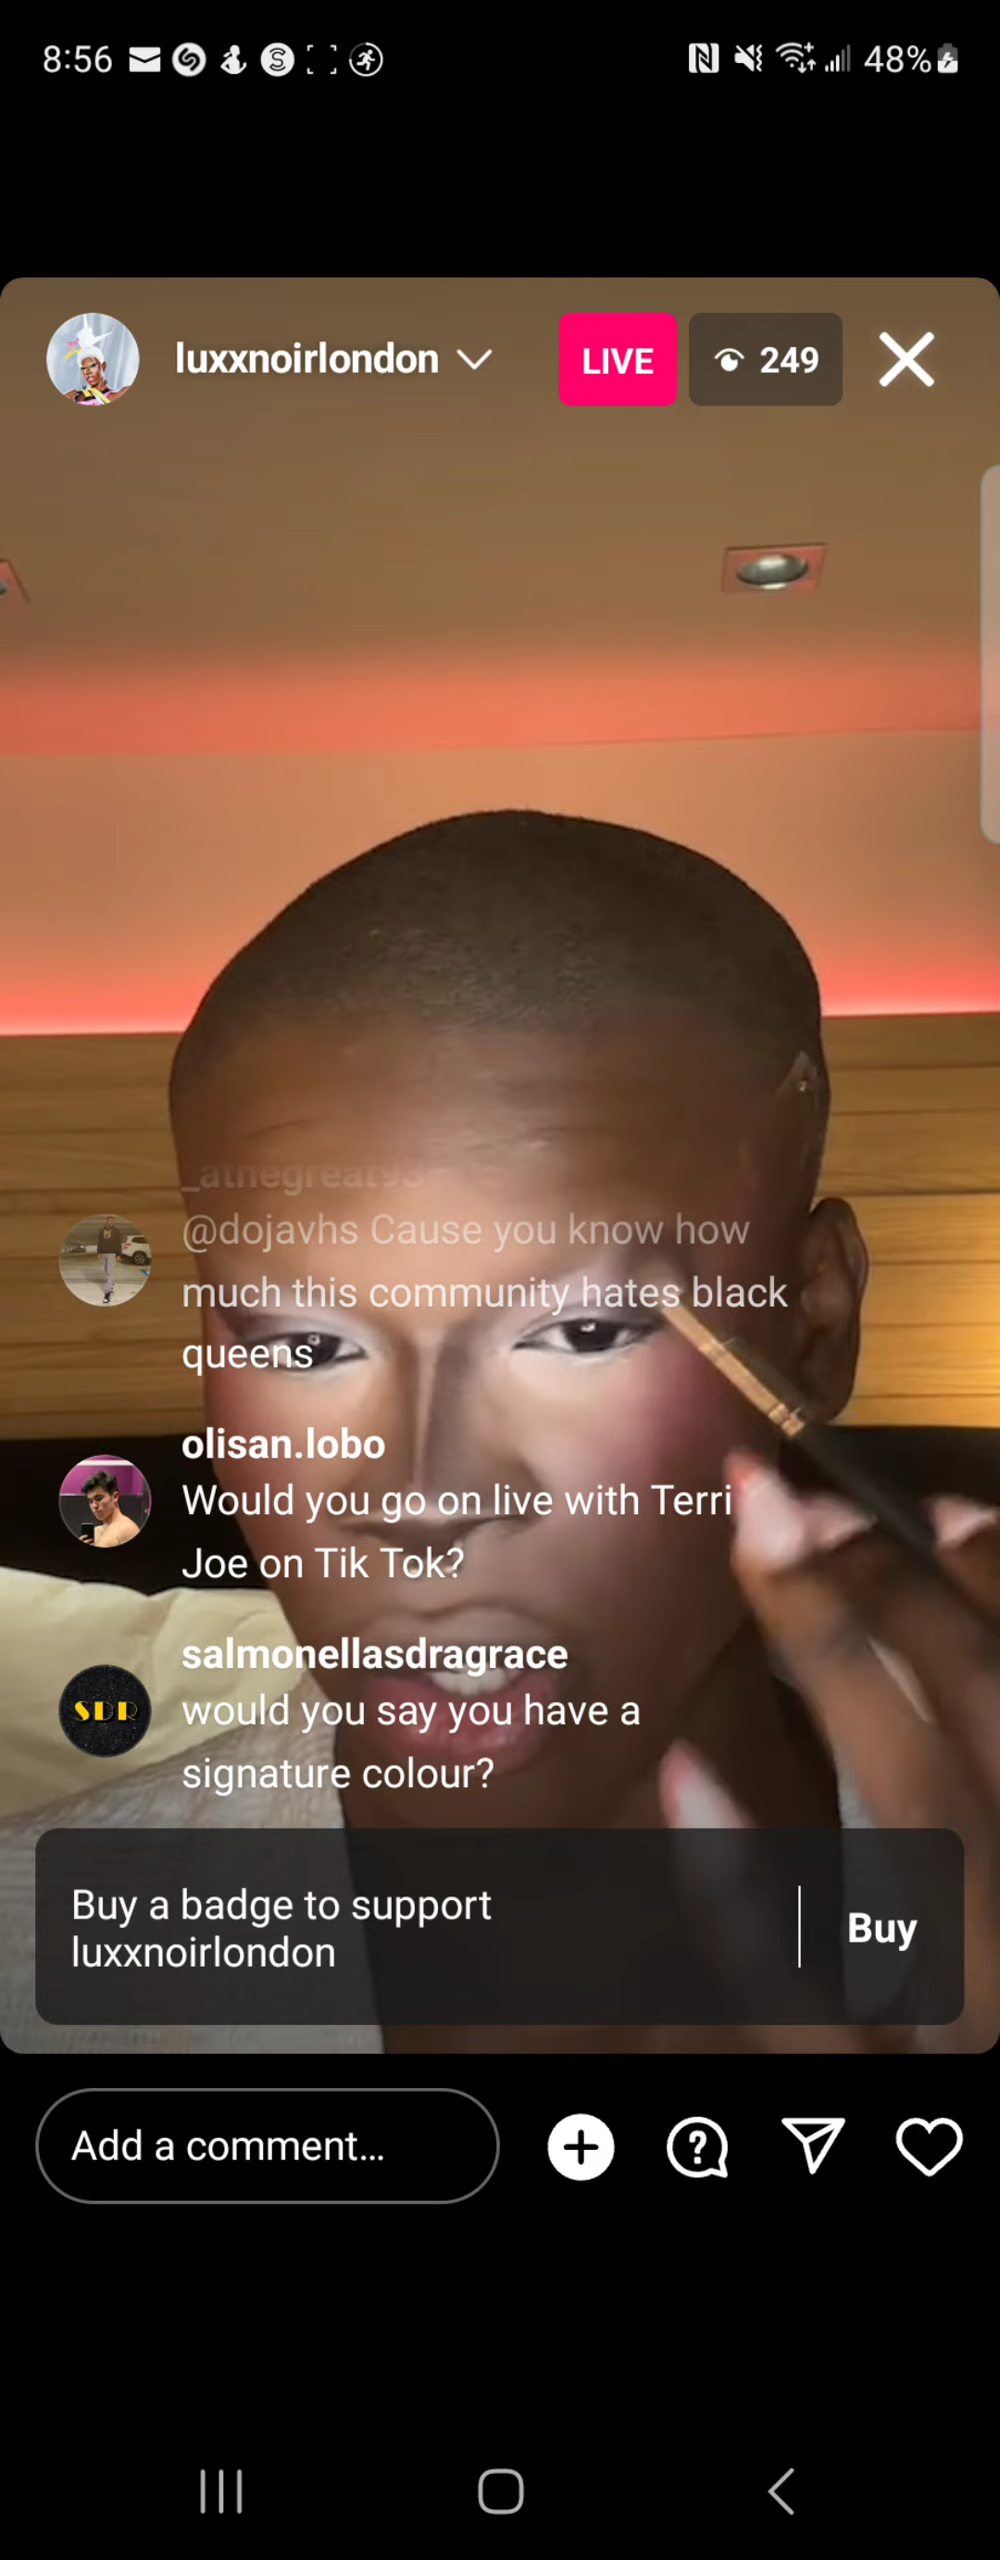 8:56
48%
luxxnoirlondon
LIVE
249
_athegreat93
@dojavhs Cause you know how
much this community hates black
queens
olisan.lobo
Would you go on live with Terri
Joe on Tik Tok?
SDR
salmonellasdragrace
would you say you have a
signature colour?
Buy a badge to support
luxxnoirlondon
Buy
Add a comment...